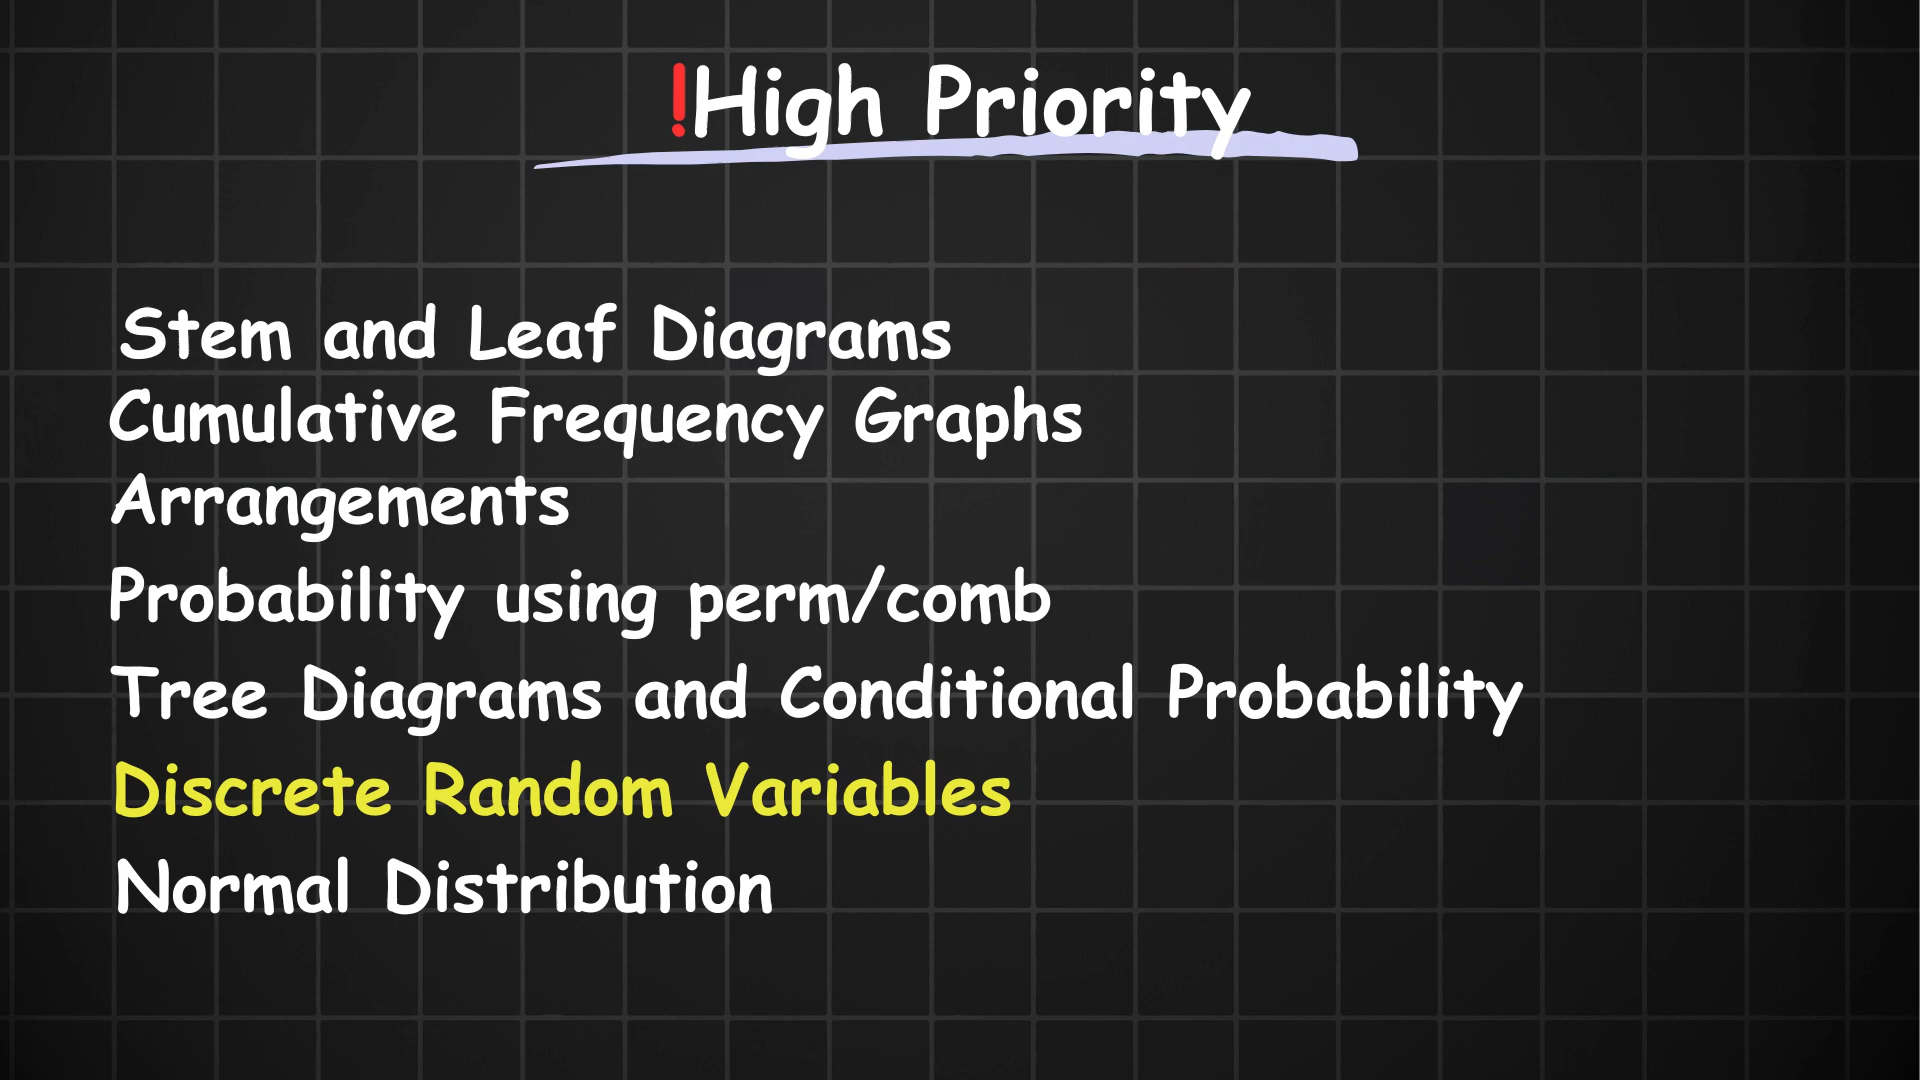 !High Priority
Stem and Leaf Diagrams
Cumulative Frequency Graphs
Arrangements
Probability using perm/comb
Tree Diagrams and Conditional Probability
Discrete Random Variables
Normal Distribution